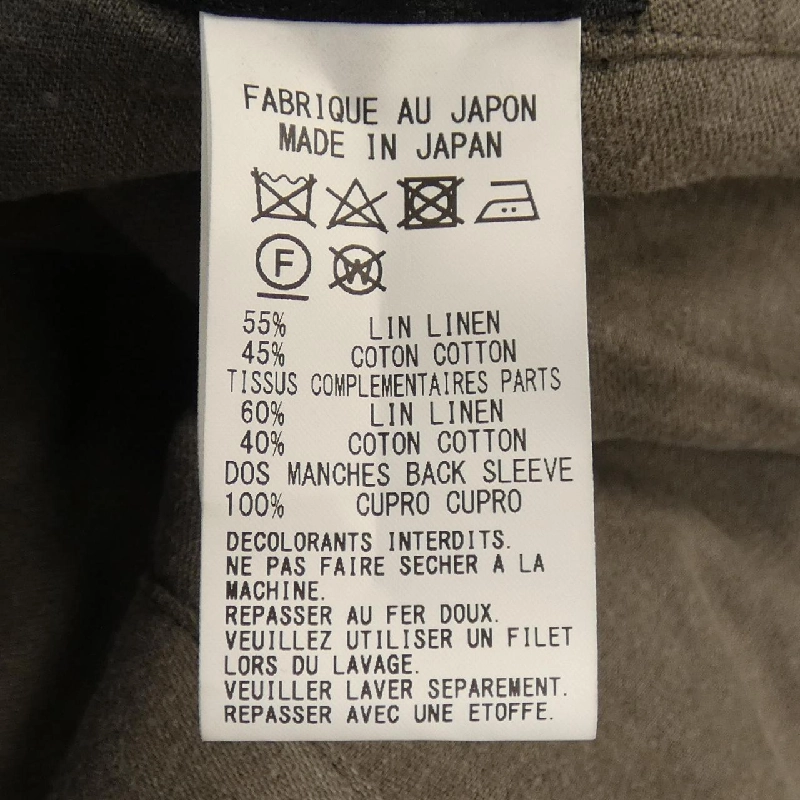 FABRIQUE AU JAPON
MADE IN JAPAN
F W
55% LIN LINEN
45% COTON COTTON
TISSUS COMPLEMENTAIRES PARTS
60% LIN LINEN
40% COTON COTTON
DOS MANCHES BACK SLEEVE
100% CUPRO CUPRO
DECOLORANTS INTERDITS.
NE PAS FAIRE SECHER A LA
MACHINE.
REPASSER AU FER DOUX.
VEUILLEZ UTILISER UN FILET
LORS DU LAVAGE.
VEUILLER LAVER SEPAREMENT.
REPASSER AVEC UNE ETOFFE.